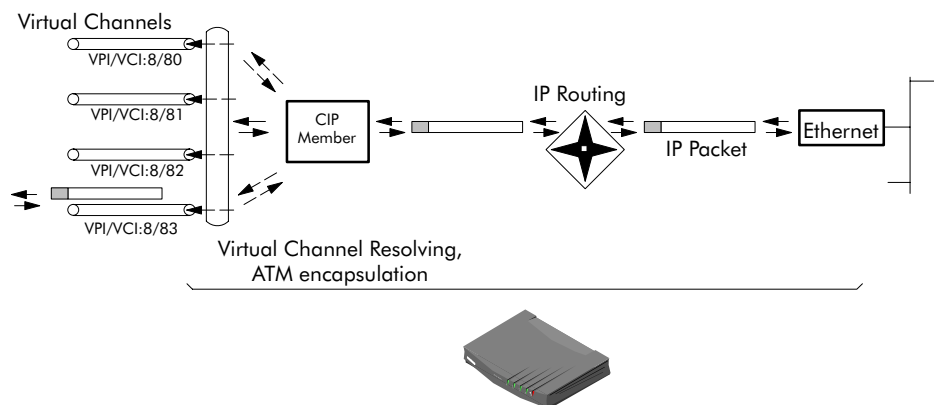 Virtual Channels
VPI/VCI:8/80
VPI/VCI:8/81
VPI/VCI:8/82
VPI/VCI:8/83
CIP
Member
IP Routing
IP Packet
Ethernet
Virtual Channel Resolving,
ATM encapsulation